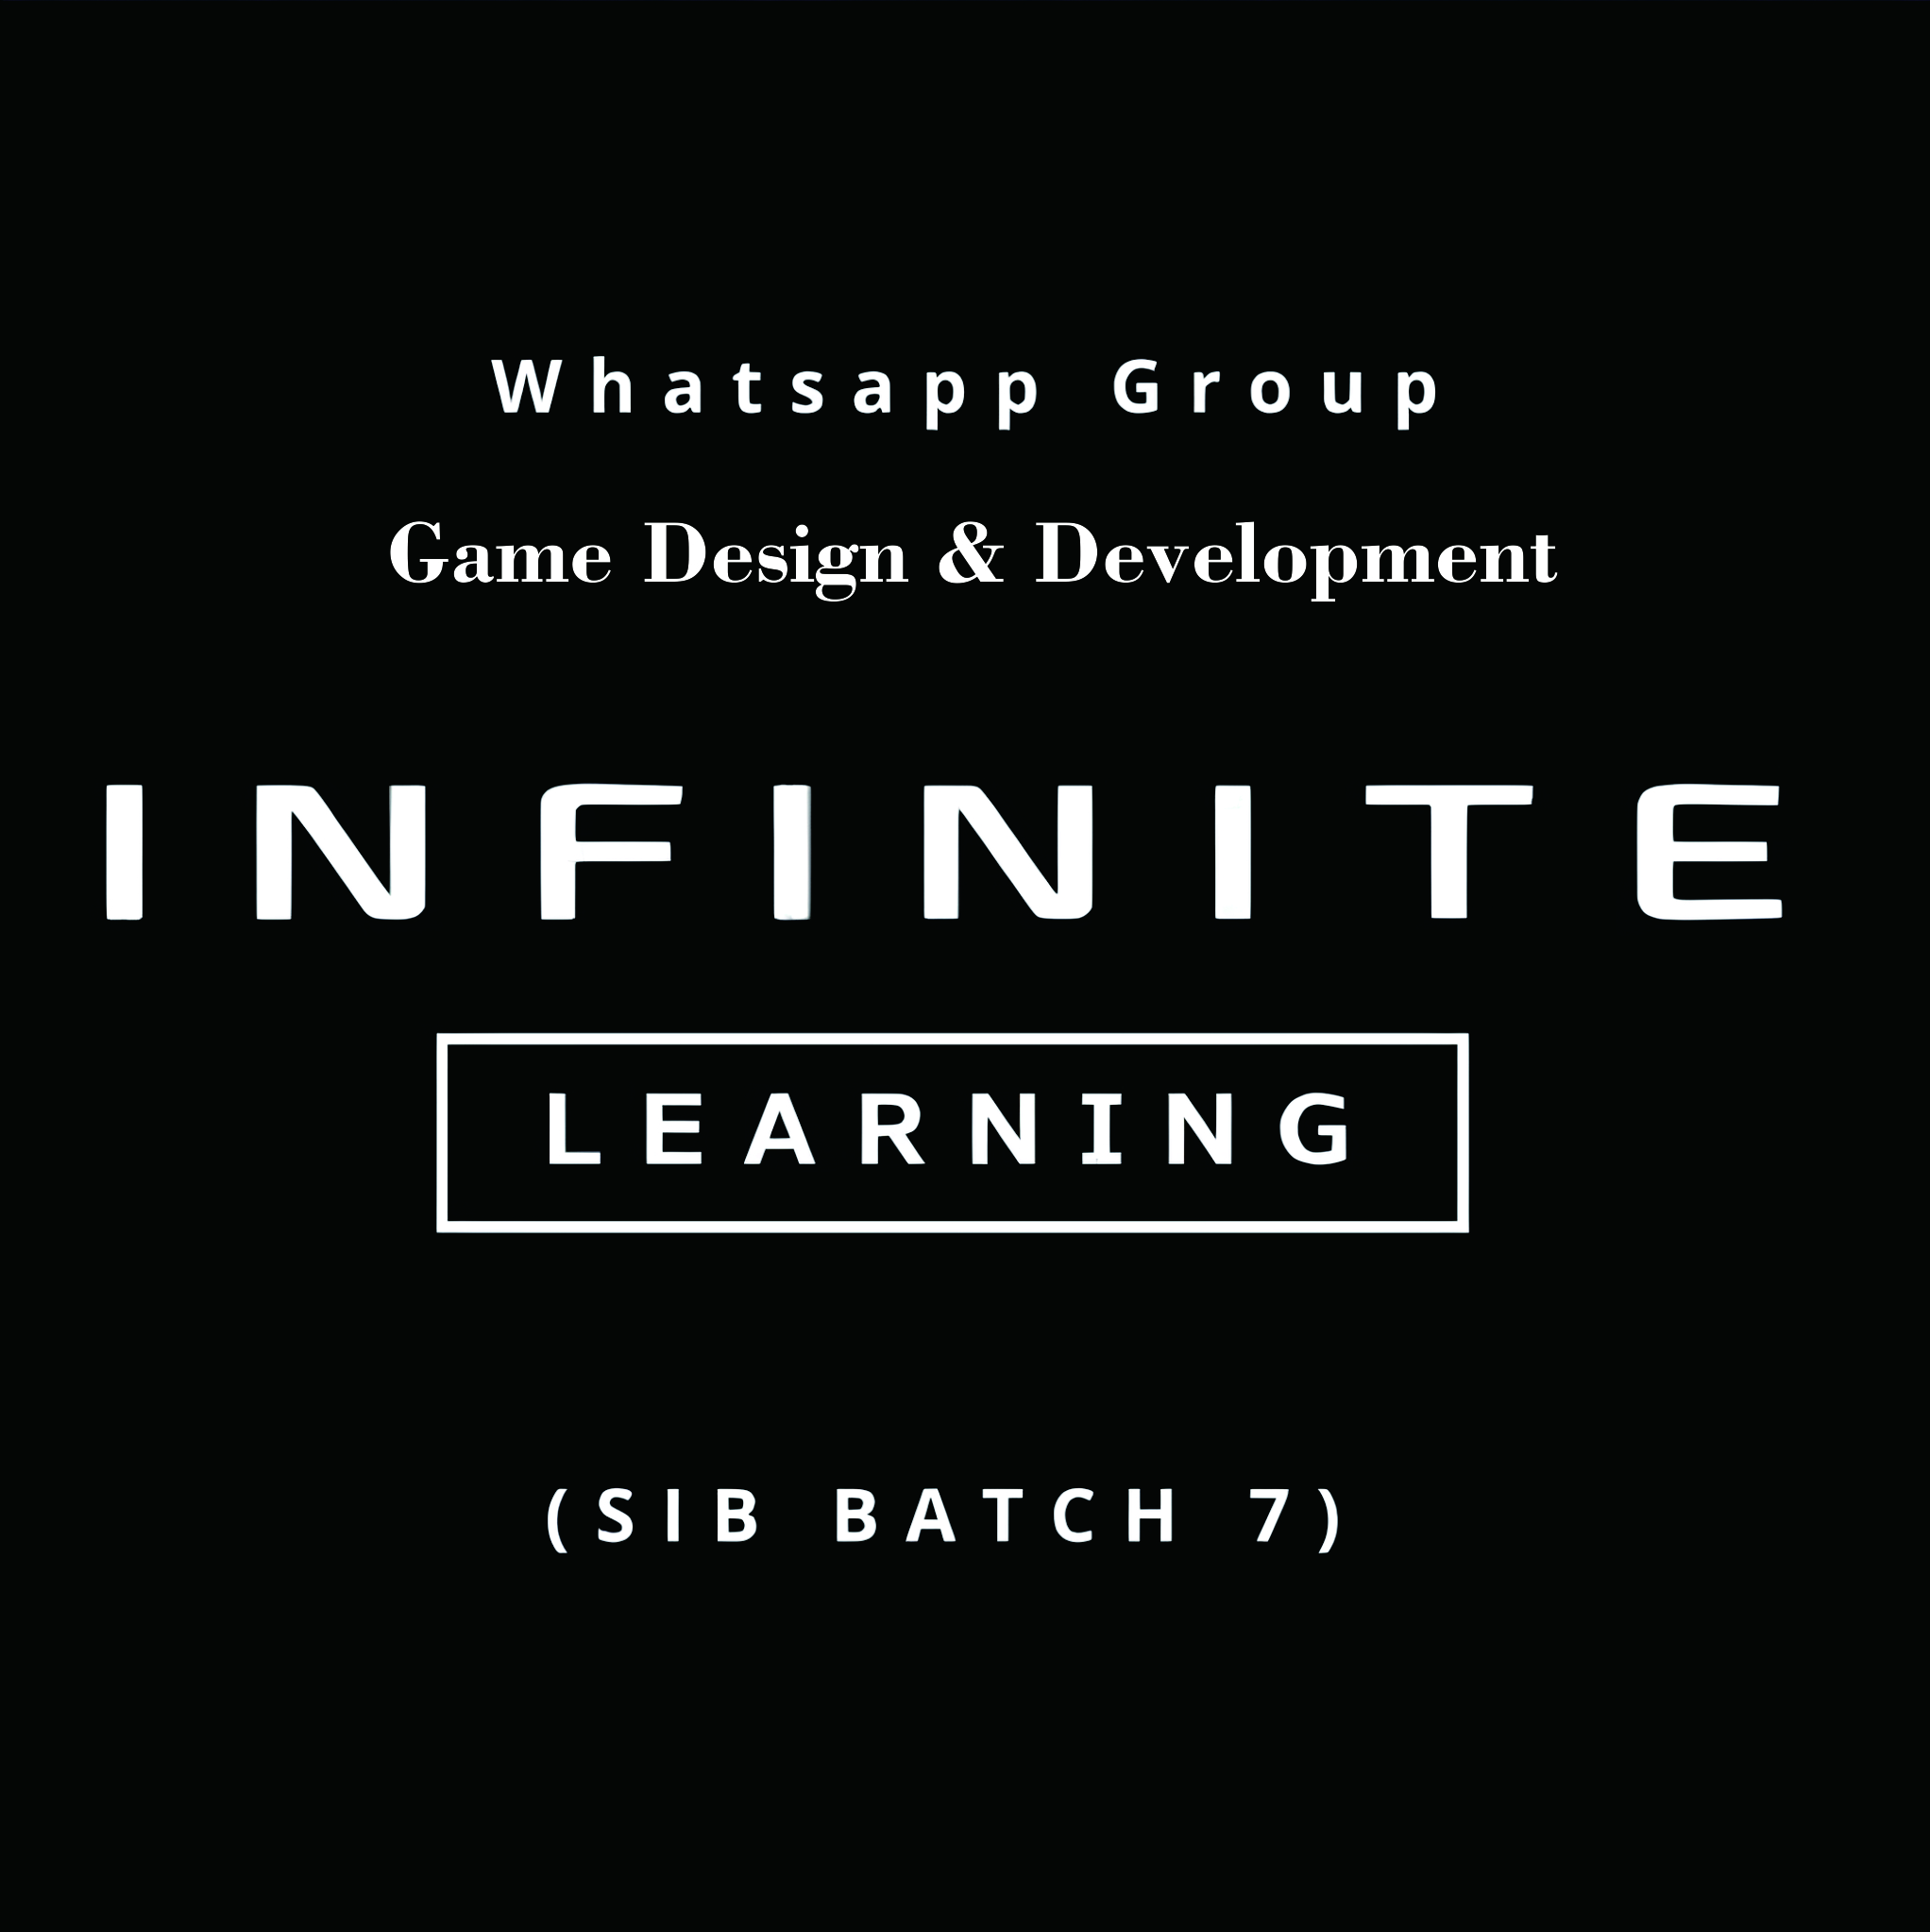 Whatsapp Group
Game Design & Development
INFINITE
LEARNING
(SIB BATCH 7)